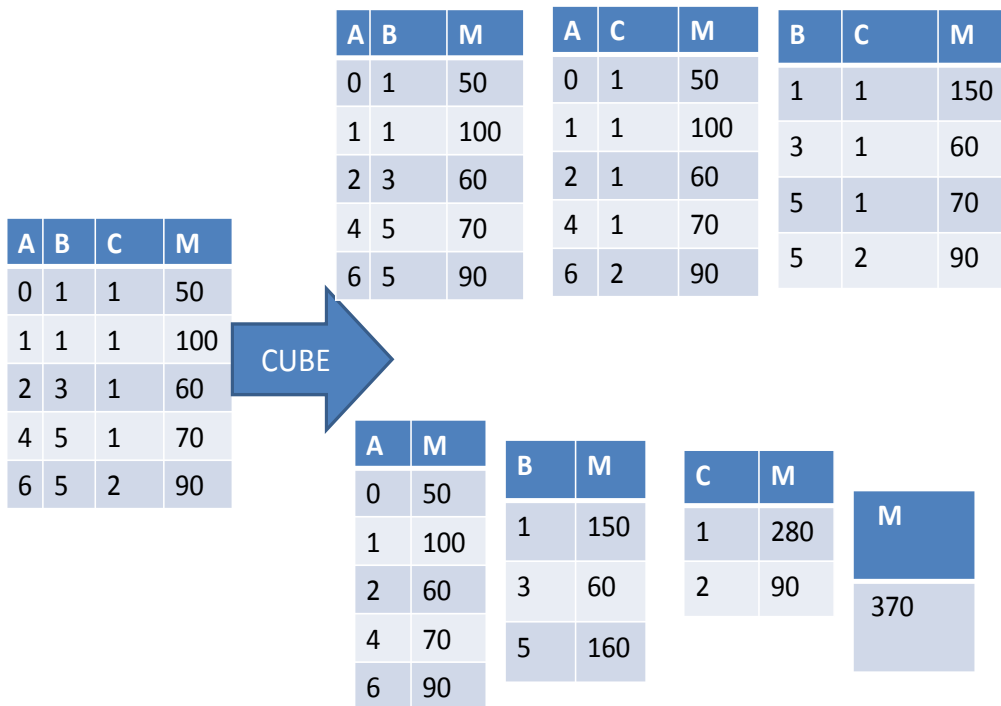 A B C M
0 1 1 50
1 1 1 100
2 3 1 60
4 5 1 70
6 5 2 90
CUBE
A B M
0 1 50
1 1 100
2 3 60
4 5 70
6 5 90
A C M
0 1 50
1 1 100
2 1 60
4 1 70
6 2 90
B C M
1 1 150
3 1 60
5 1 70
5 2 90
A M
0 50
1 100
2 60
4 70
6 90
B M
1 150
3 60
5 160
C M
1 280
2 90
M
370